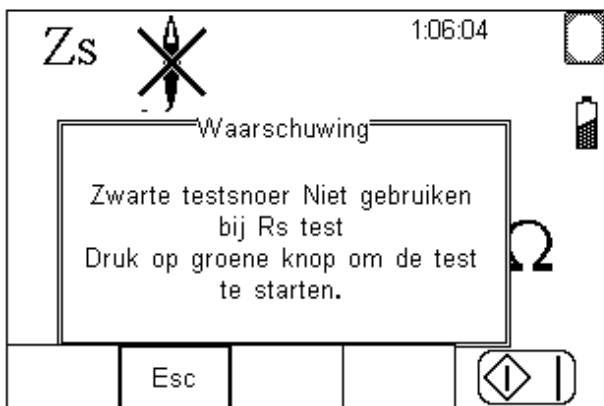 Zs
1:06:04
Waarschuwing
Zwarte testsnoer Niet gebruiken
bij Rs test
Druk op groene knop om de test
te starten.
Ω
Esc